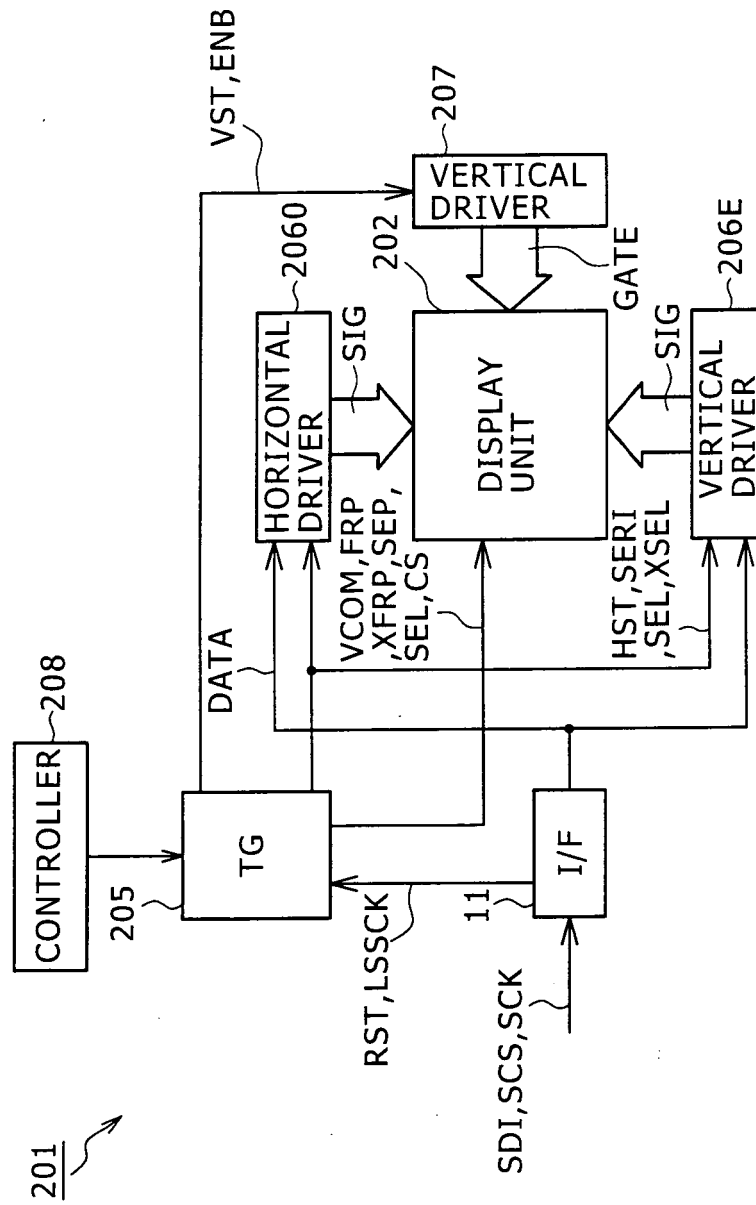 201
CONTROLLER
208
TG
205
RST,LSSCK
SDI,SCS,SCK
I/F
11
DATA
VST,ENB
HORIZONTAL
DRIVER
2060
SIG
VCOM,FRP
,XFRP,SEP,
SEL,CS
DISPLAY
UNIT
202
VERTICAL
DRIVER
207
GATE
HST,SERI
,SEL,XSEL
SIG
VERTICAL
DRIVER
206E